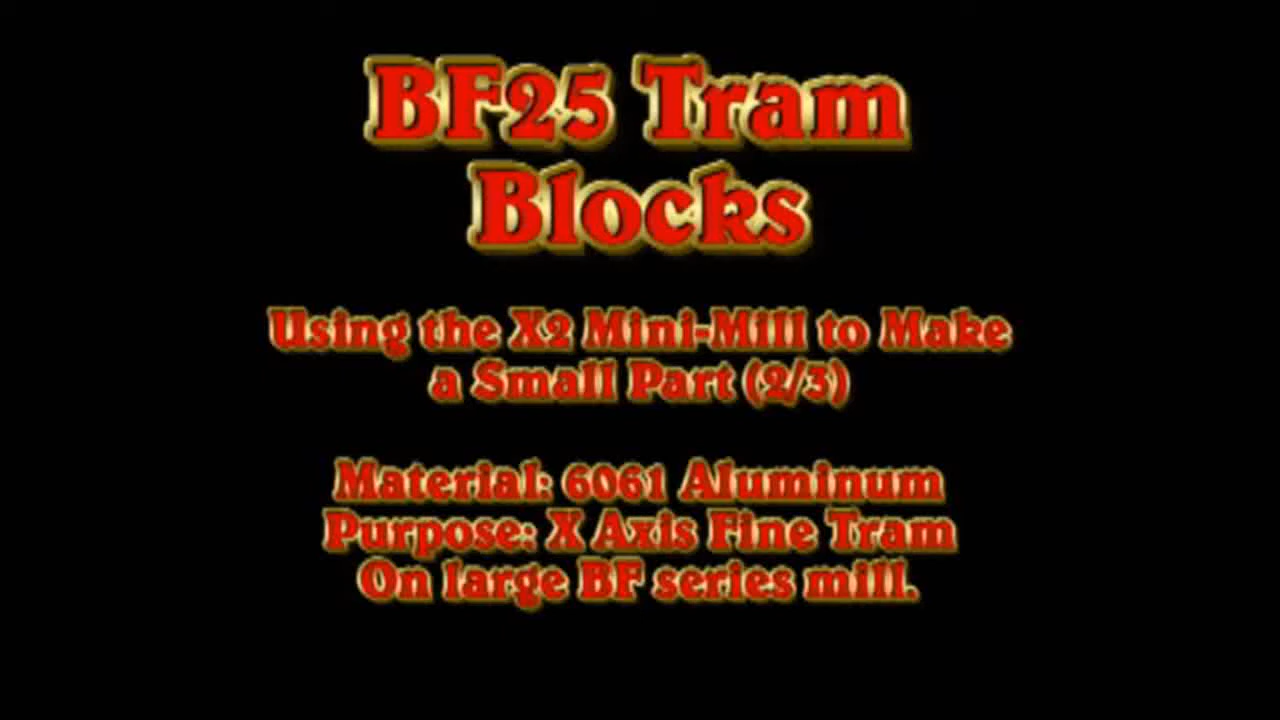 BF25 Tram
Blocks
Using the X2 Mini-Mill to Make
a Small Part (2/3)
Material: 6061 Aluminum
Purpose: X Axis Fine Tram
On large BF series mill.